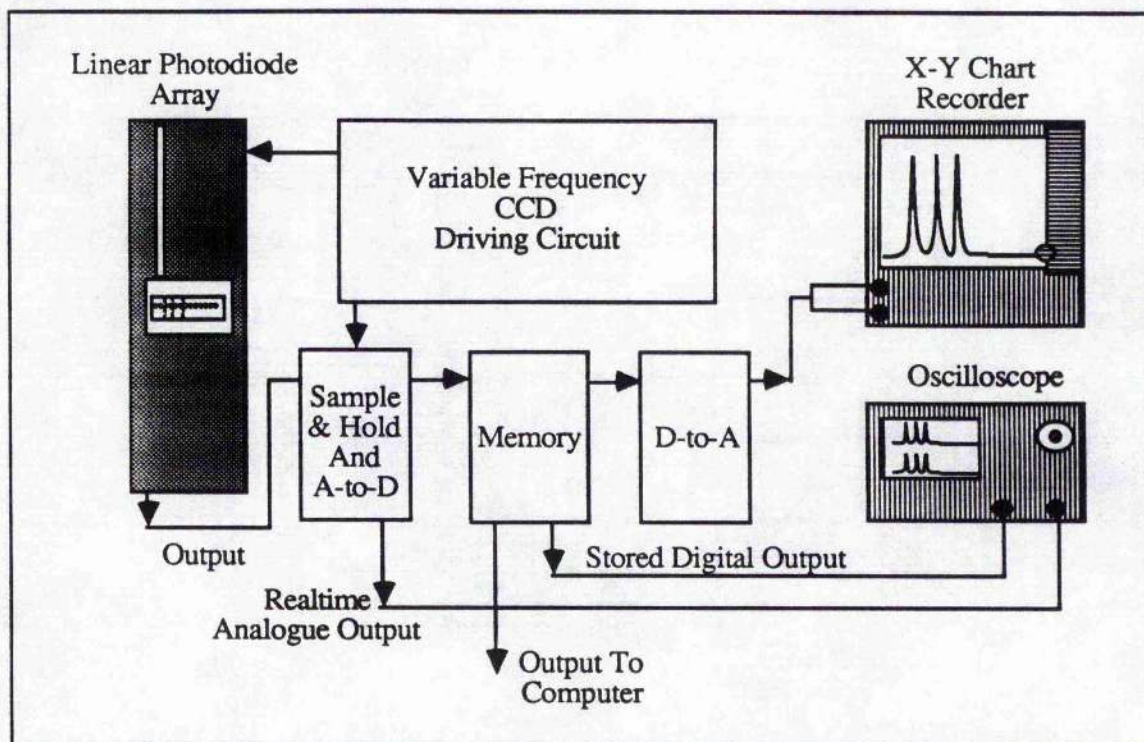 Linear Photodiode
Array
X-Y Chart
Recorder
Variable Frequency
CCD
Driving Circuit
Oscilloscope
Sample
& Hold
And
A-to-D
Memory
D-to-A
Output
Stored Digital Output
Realtime
Analogue Output
Output To
Computer